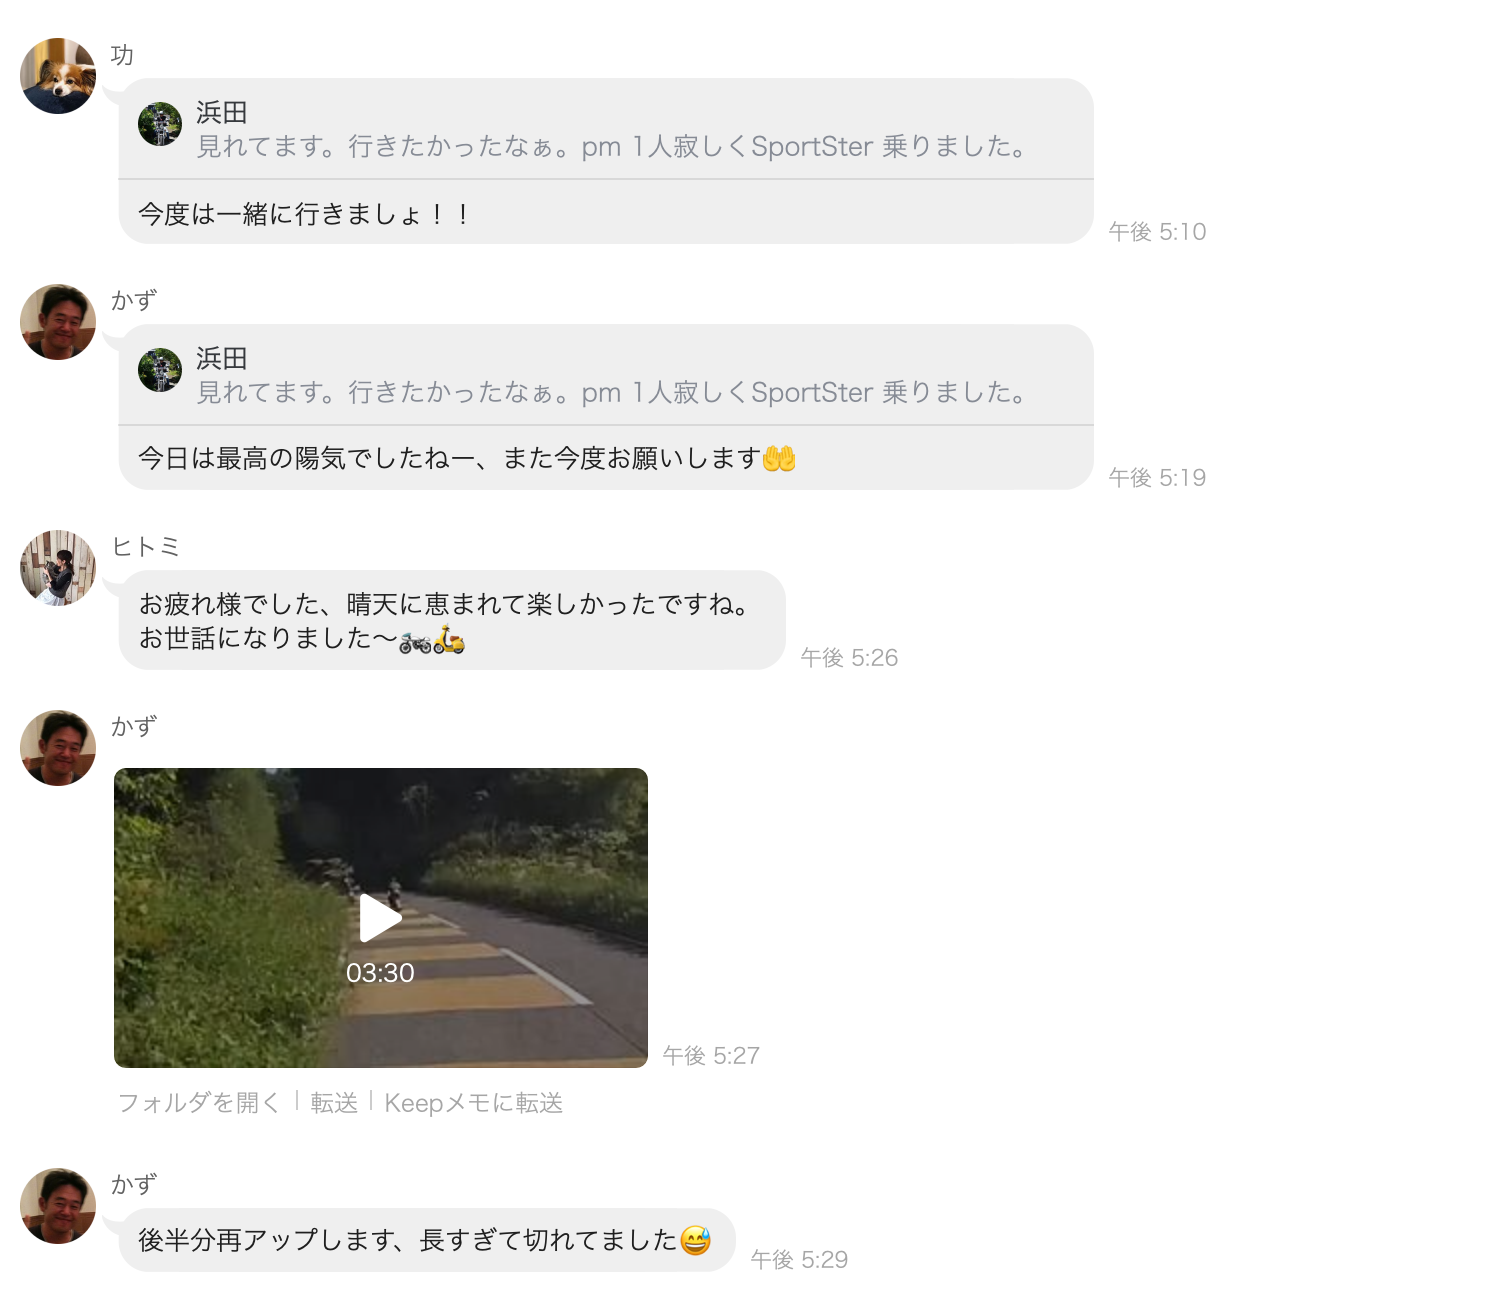 功
浜田
見れてます。行きたかったなぁ。pm 1人寂しくSportSter 乗りました。
今度は一緒に行きましょ！！
午後 5:10
かず
浜田
見れてます。行きたかったなぁ。pm 1人寂しくSportSter 乗りました。
今日は最高の陽気でしたねー、また今度お願いします🤲
午後 5:19
ヒトミ
お疲れ様でした、晴天に恵まれて楽しかったですね。
お世話になりました〜🏍🛵
午後 5:26
かず
03:30
午後 5:27
フォルダを開く | 転送 | Keepメモに転送
かず
後半分再アップします、長すぎて切れてました😅
午後 5:29